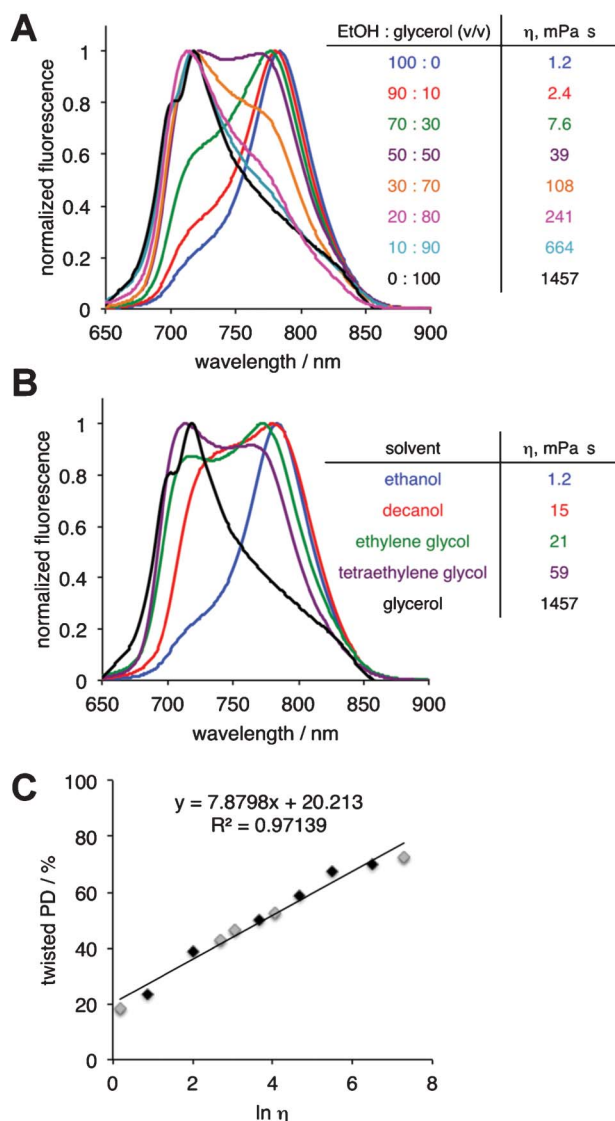 A
EtOH : glycerol (v/v) η, mPa s
100 : 0 1.2
90 : 10 2.4
70 : 30 7.6
50 : 50 39
30 : 70 108
20 : 80 241
10 : 90 664
0 : 100 1457
normalized fluorescence
1
0.8
0.6
0.4
0.2
0
650 700 750 800 850 900
wavelength / nm
B
solvent η, mPa s
ethanol 1.2
decanol 15
ethylene glycol 21
tetraethylene glycol 59
glycerol 1457
normalized fluorescence
1
0.8
0.6
0.4
0.2
0
650 700 750 800 850 900
wavelength / nm
C
y = 7.8798x + 20.213
R² = 0.97139
twisted PD / %
100
80
60
40
20
0
0 2 4 6 8
ln η